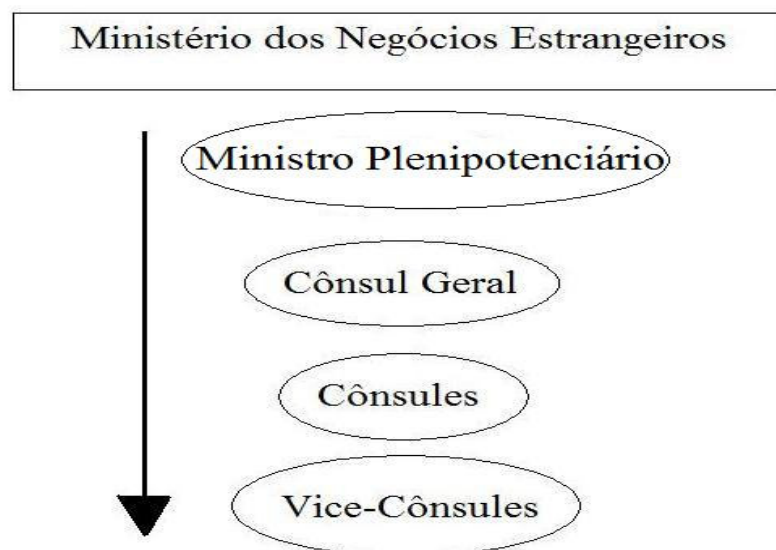 Ministério dos Negócios Estrangeiros
Ministro Plenipotenciário
Cônsul Geral
Cônsules
Vice-Cônsules